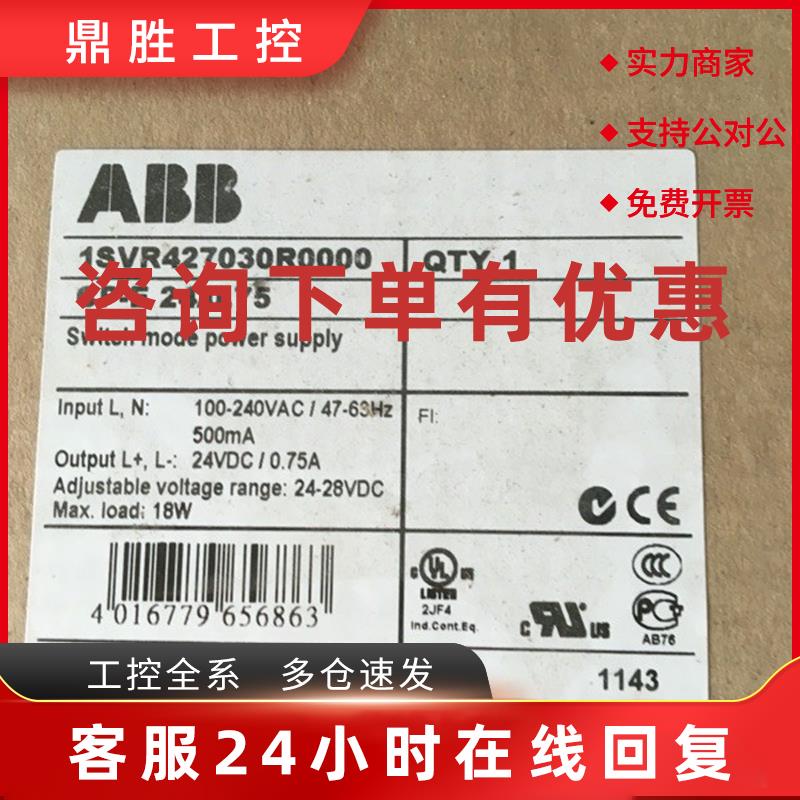 鼎胜工控
实力商家
支持公对公
免费开票
ABB
1SVR427030R0000
QTY 1
咨询下单有优惠
Switch mode power supply
Input L, N: 100-240VAC / 47-63Hz
500mA
Output L+, L-: 24VDC / 0.75A
Adjustable voltage range: 24-28VDC
Max. load: 18W
FI:
CE
4 016779 656863
C UL US
LISTED
2JF4
Ind.Cont.Eq.
CCC
C US
AB76
1143
工控全系 多仓速发
客服24小时在线回复